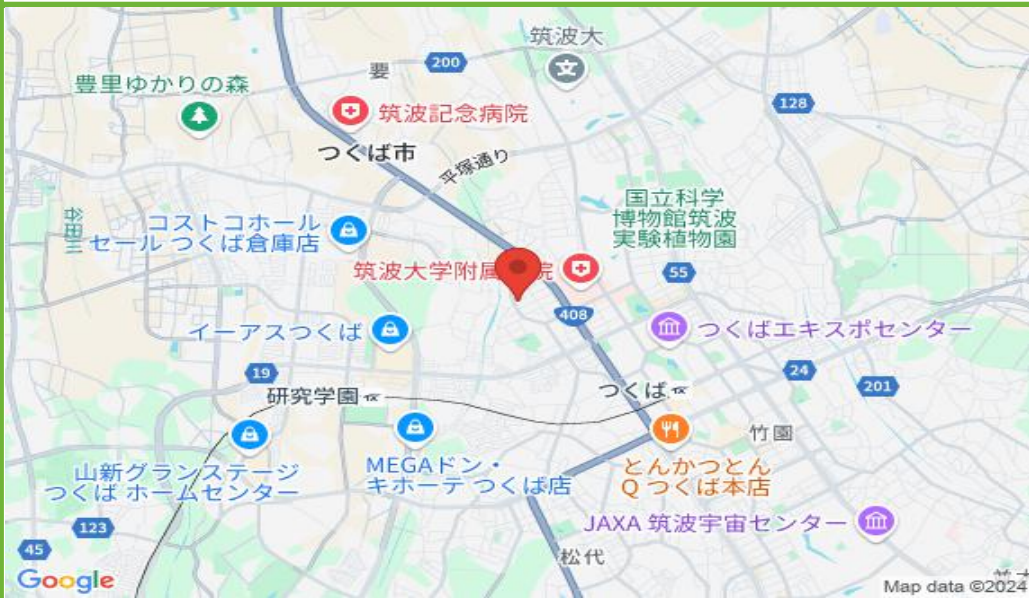 筑波大
200
要
豊里ゆかりの森
128
筑波記念病院
つくば市
平塚通り
国立科学
博物館筑波
実験植物園
谷田川
コストコホール
セール つくば倉庫店
筑波大学附属
院
55
408
イーアスつくば
つくばエキスポセンター
19
24
201
研究学園
つくば
竹園
山新グランステージ
つくば ホームセンター
MEGAドン・
キホーテ つくば店
とんかつとん
Q つくば本店
JAXA 筑波宇宙センター
123
45
松代
Google
Map data ©2024